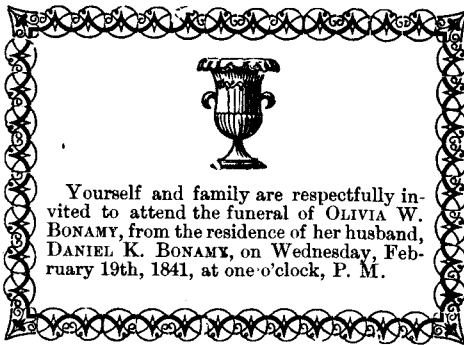 Yourself and family are respectfully in-
vited to attend the funeral of OLIVIA W.
BONAMY, from the residence of her husband,
DANIEL K. BONAMY, on Wednesday, Feb-
ruary 19th, 1841, at one o'clock, P. M.